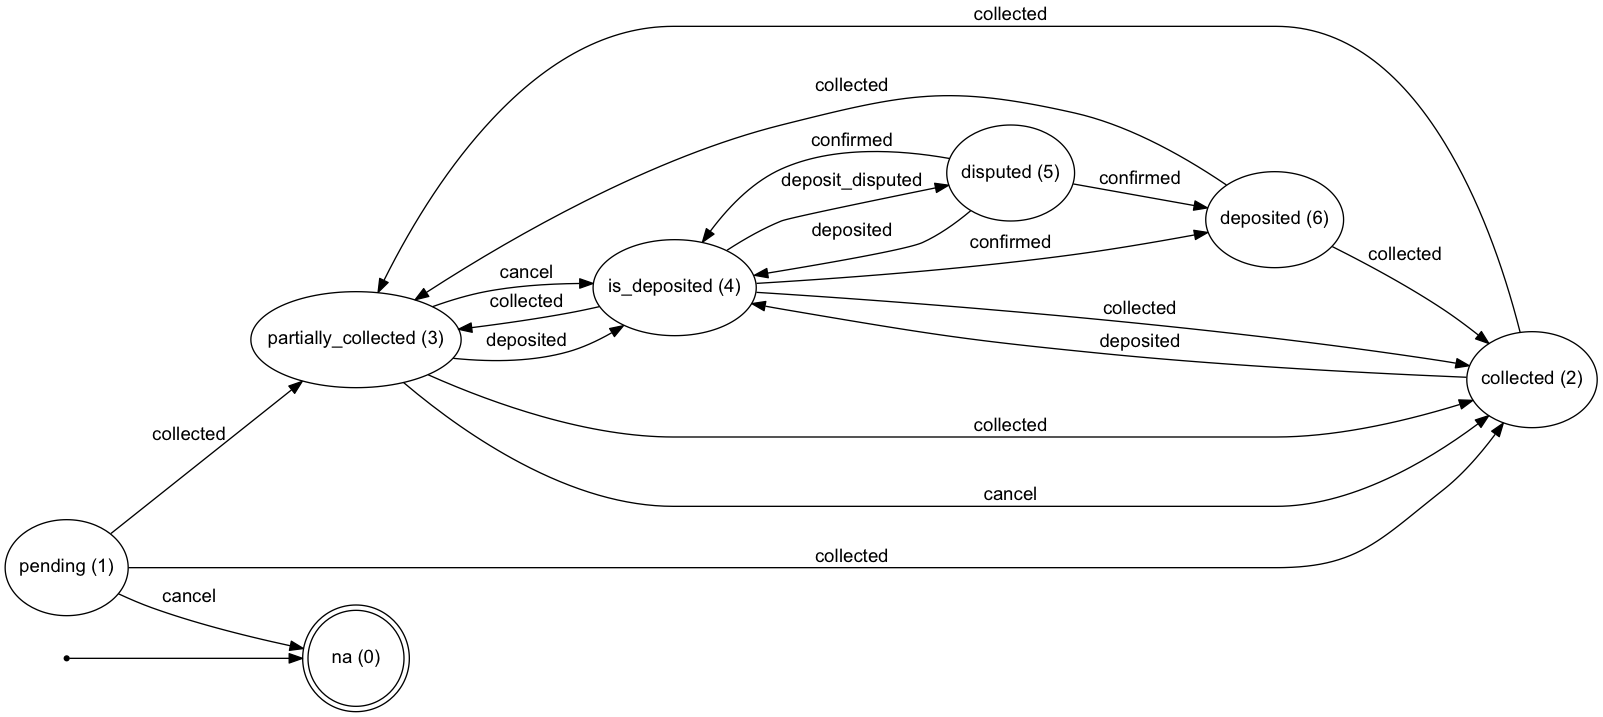 collected
collected
confirmed
disputed (5)
deposit_disputed
confirmed
deposited (6)
deposited
confirmed
collected
cancel
is_deposited (4)
collected
collected
partially_collected (3)
deposited
deposited
collected (2)
collected
collected
cancel
collected
pending (1)
cancel
na (0)